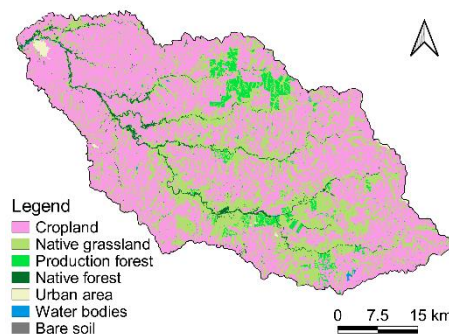 Legend
Cropland
Native grassland
Production forest
Native forest
Urban area
Water bodies
Bare soil
0 7.5 15 km